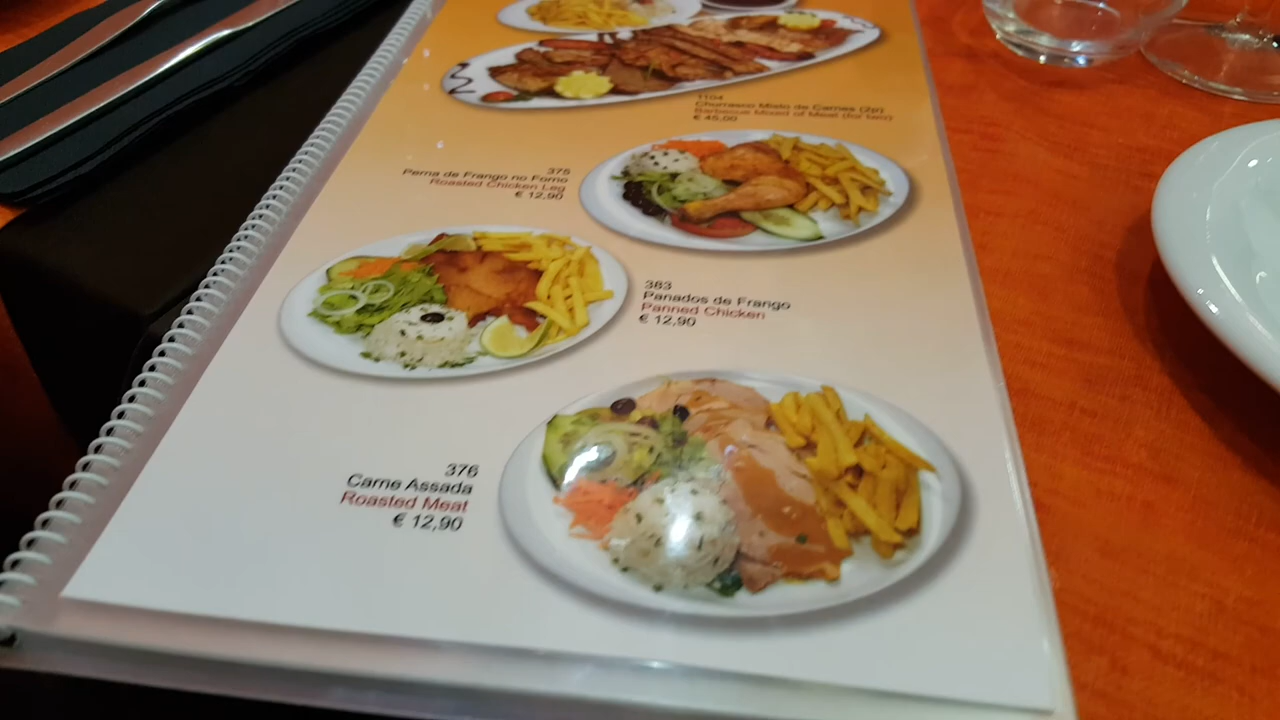 1104
Churrasco Misto de Carnes (2p)
Barbecue Mixed of Meat (for two)
€ 45,00
375
Perna de Frango no Forno
Roasted Chicken Leg
€ 12,90
383
Panados de Frango
Panned Chicken
€ 12,90
376
Carne Assada
Roasted Meat
€ 12,90